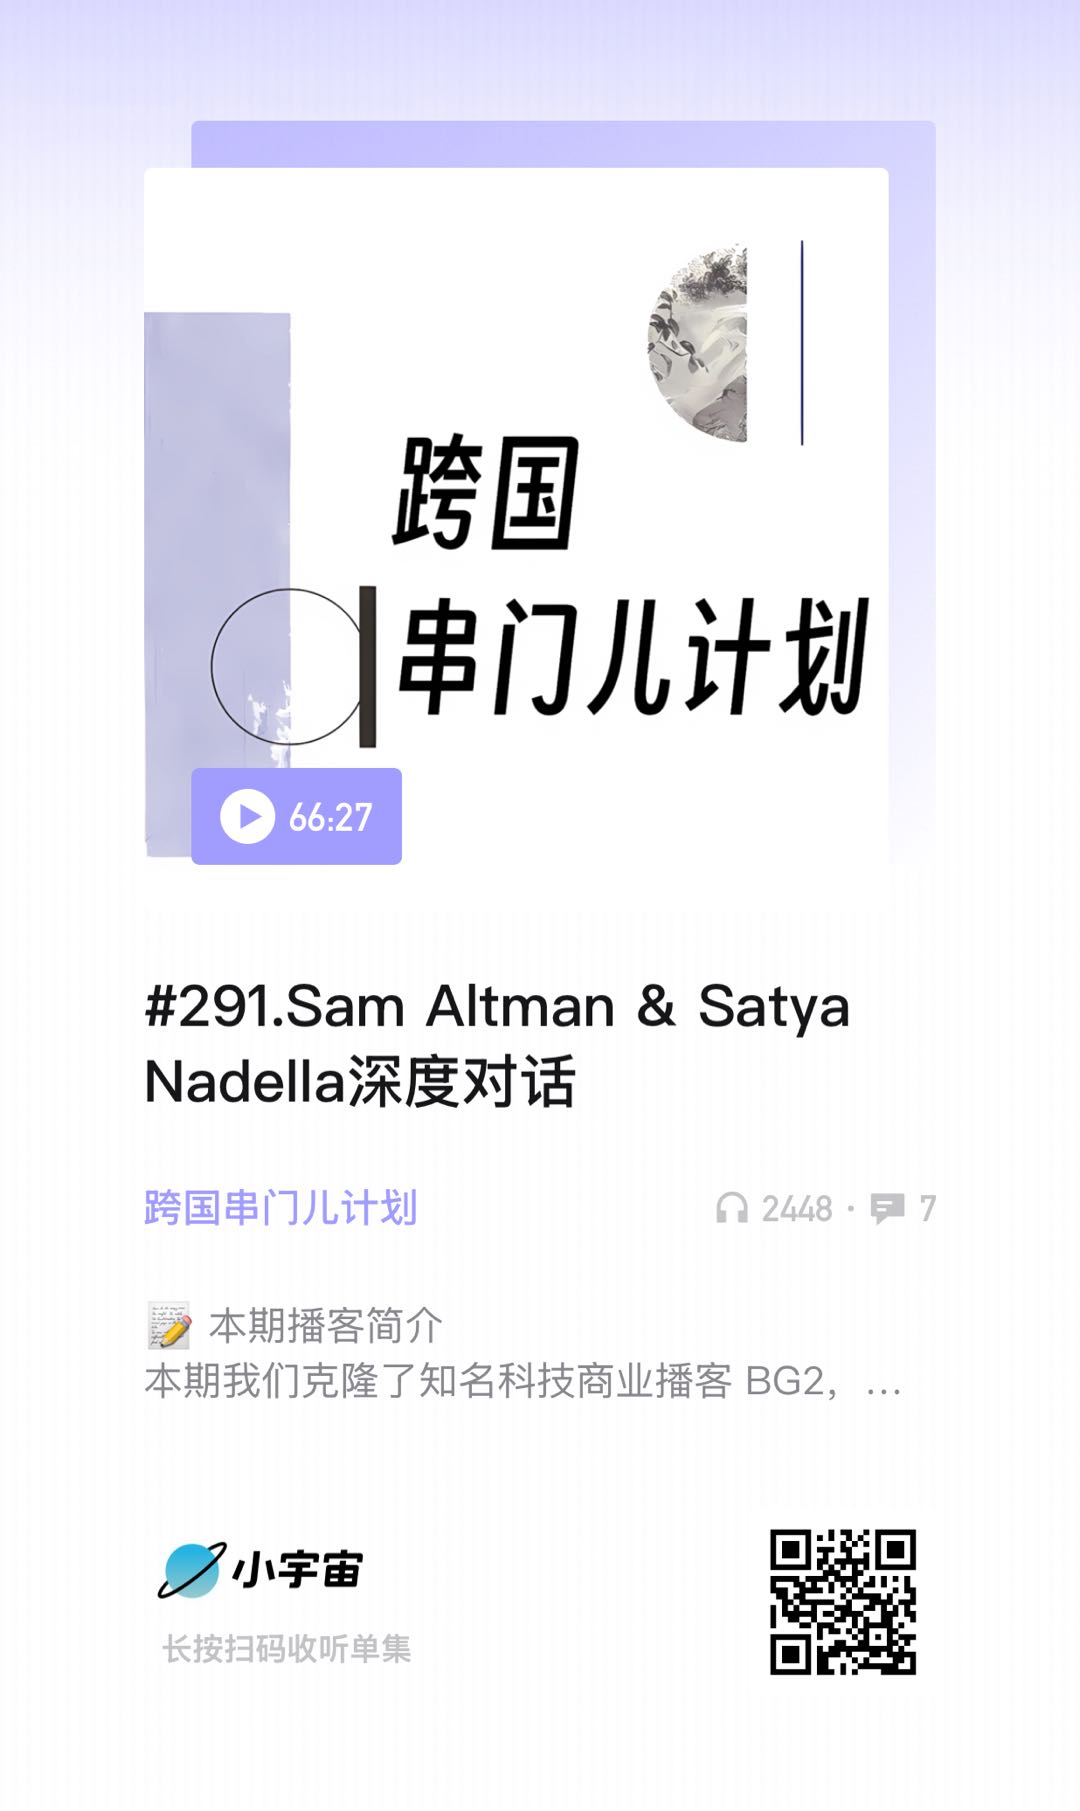 跨国
串门儿计划
66:27
#291.Sam Altman & Satya
Nadella深度对话
跨国串门儿计划
2448 · 7
本期播客简介
本期我们克隆了知名科技商业播客 BG2，...
小宇宙
长按扫码收听单集